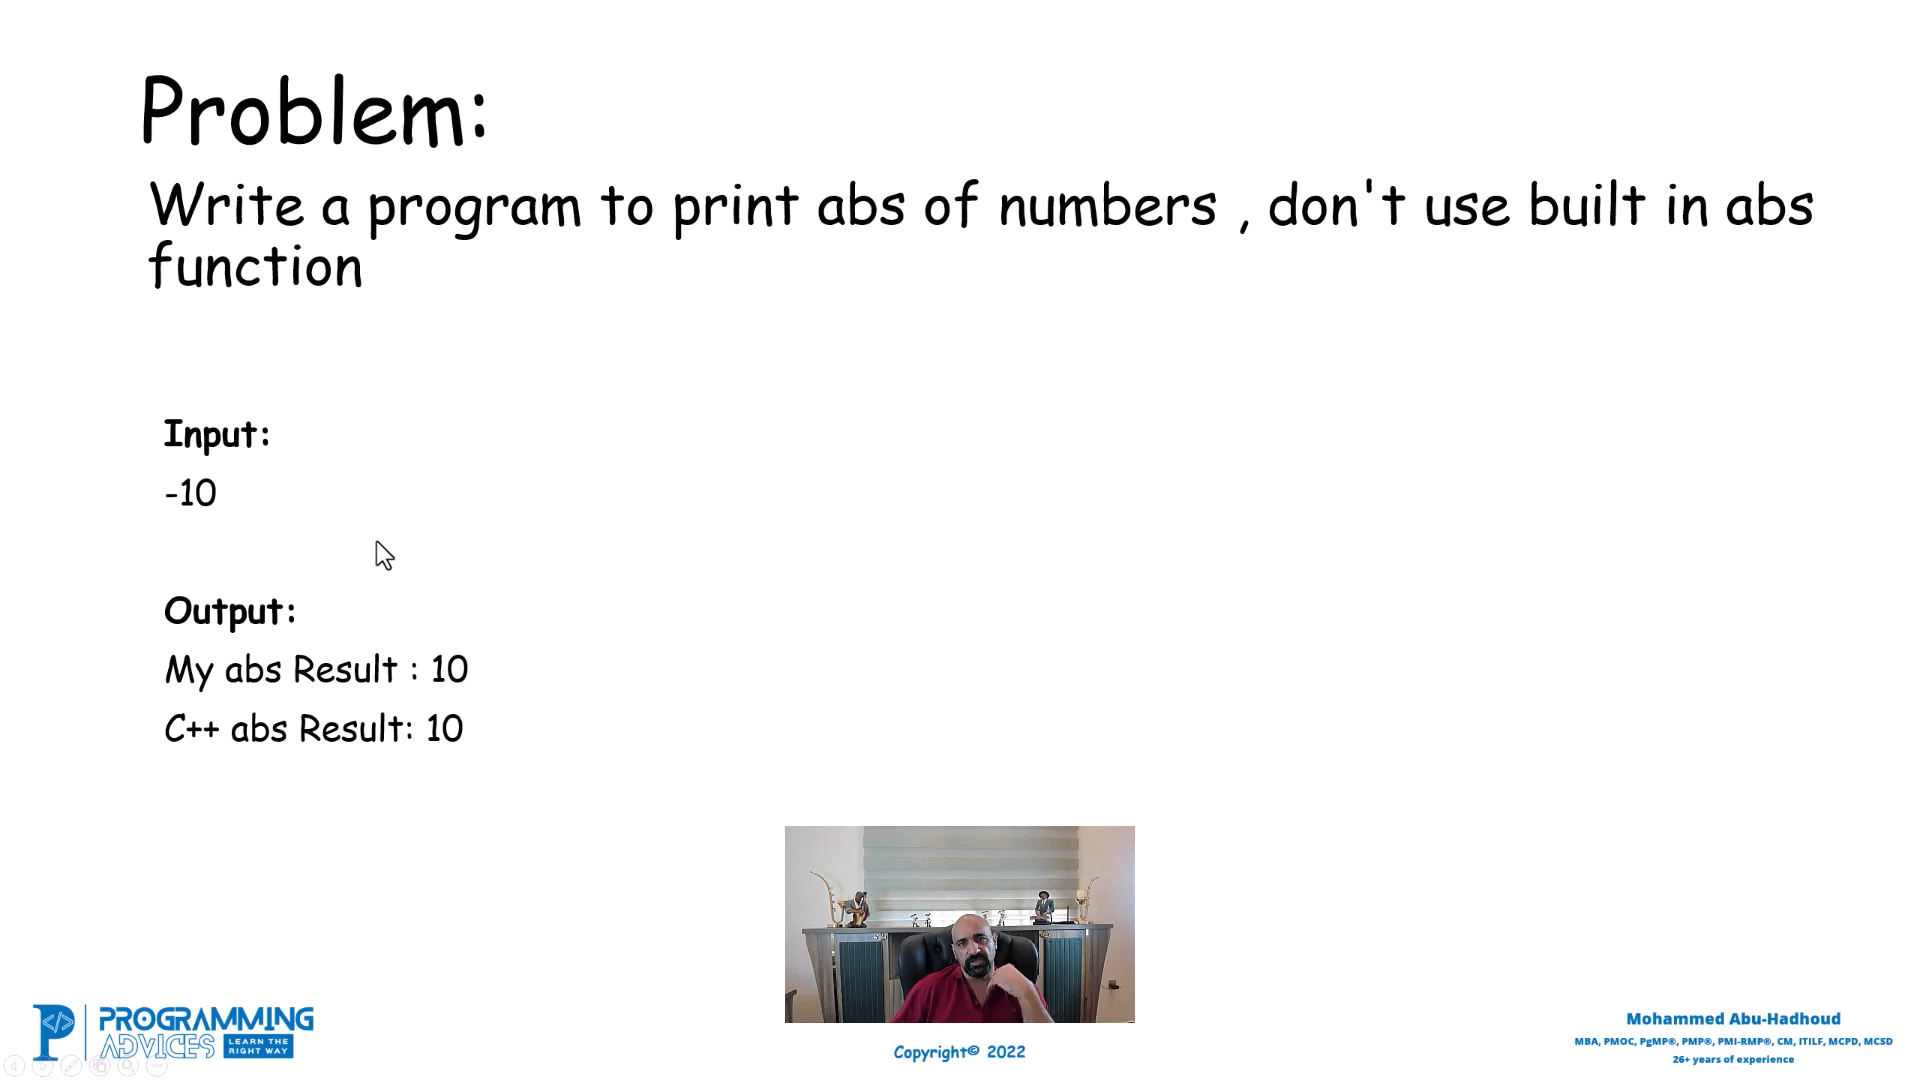 Problem:
Write a program to print abs of numbers , don't use built in abs
function
Input:
-10
Output:
My abs Result : 10
C++ abs Result: 10
PROGRAMMING
ADVICES LEARN THE
RIGHT WAY
Copyright© 2022
Mohammed Abu-Hadhoud
MBA, PMOC, PgMP®, PMP®, PMI-RMP®, CM, ITILF, MCPD, MCSD
26+ years of experience